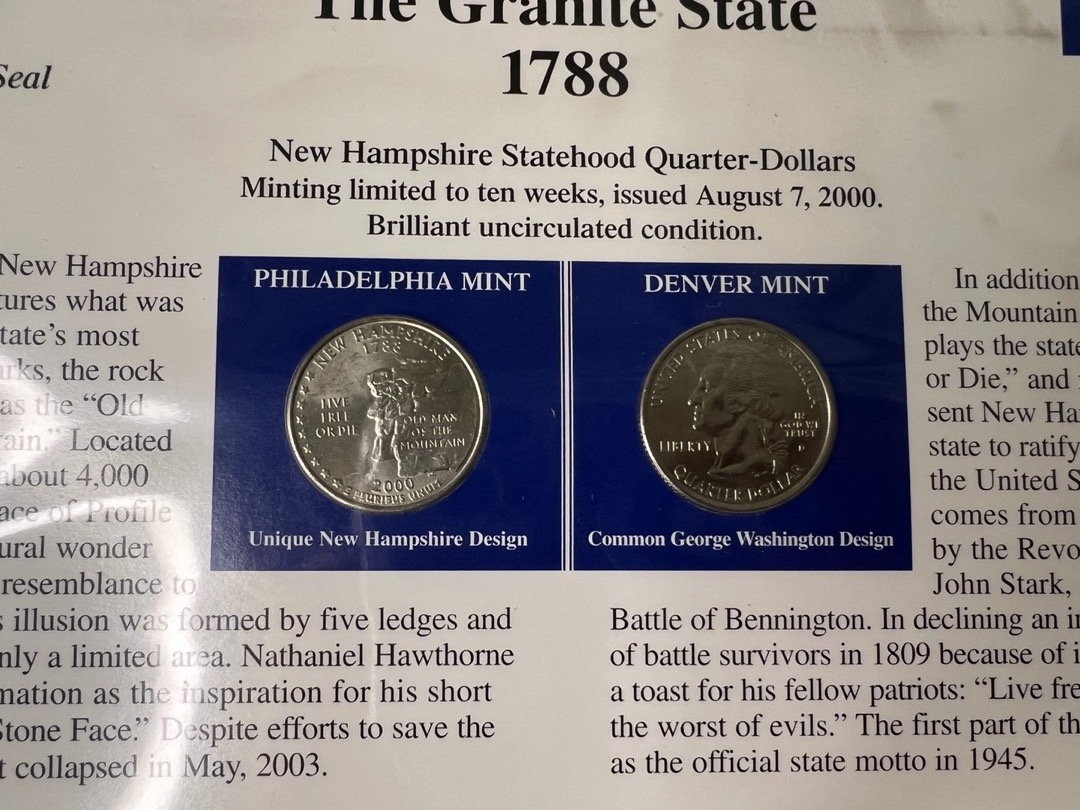 The Granite State
1788
Seal
New Hampshire Statehood Quarter-Dollars
Minting limited to ten weeks, issued August 7, 2000.
Brilliant uncirculated condition.
New Hampshire
tures what was
tate's most
rks, the rock
as the "Old
ain." Located
about 4,000
ace of Profile
ural wonder
resemblance to
s illusion was formed by five ledges and
nly a limited area. Nathaniel Hawthorne
mation as the inspiration for his short
Stone Face." Despite efforts to save the
t collapsed in May, 2003.
PHILADELPHIA MINT
NEW HAMPSHIRE
1788
LIVE
FREE
OR DIE
OLD MAN
OF THE
MOUNTAIN
2000
E PLURIBUS UNUM
Unique New Hampshire Design
DENVER MINT
UNITED STATES OF AMERICA
LIBERTY
IN
GOD WE
TRUST
D
QUARTER DOLLAR
Common George Washington Design
In addition
the Mountain
plays the state
or Die," and
sent New Ha
state to ratify
the United S
comes from
by the Revo
John Stark,
Battle of Bennington. In declining an in
of battle survivors in 1809 because of i
a toast for his fellow patriots: "Live fre
the worst of evils." The first part of th
as the official state motto in 1945.